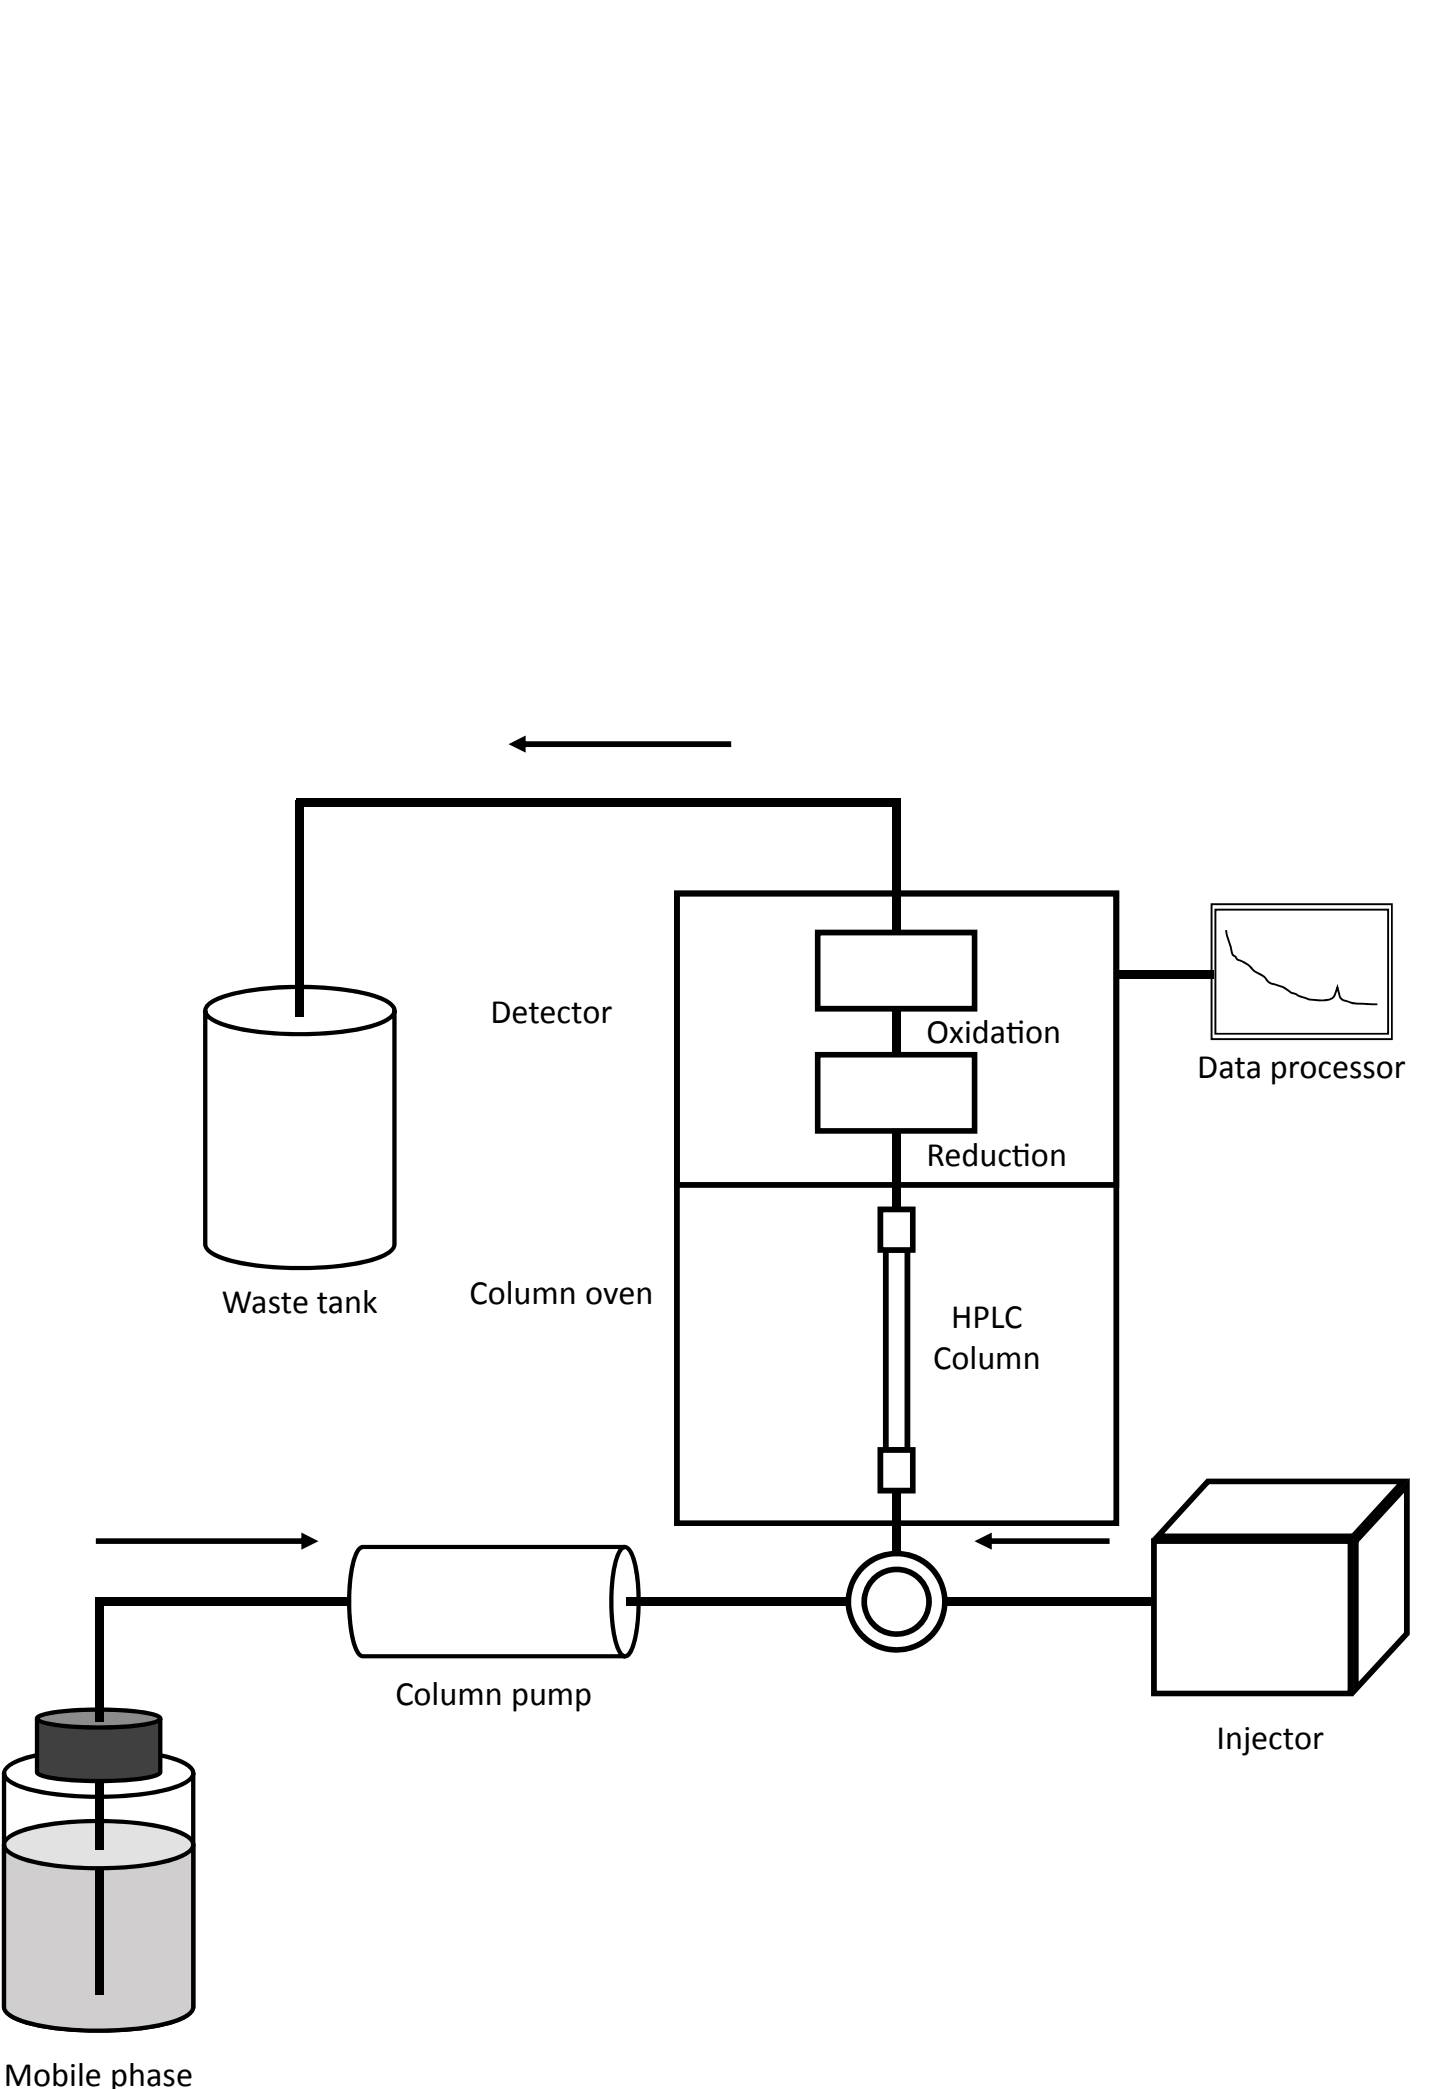 Detector
Oxidation
Data processor
Reduction
Waste tank
Column oven
HPLC
Column
Column pump
Injector
Mobile phase